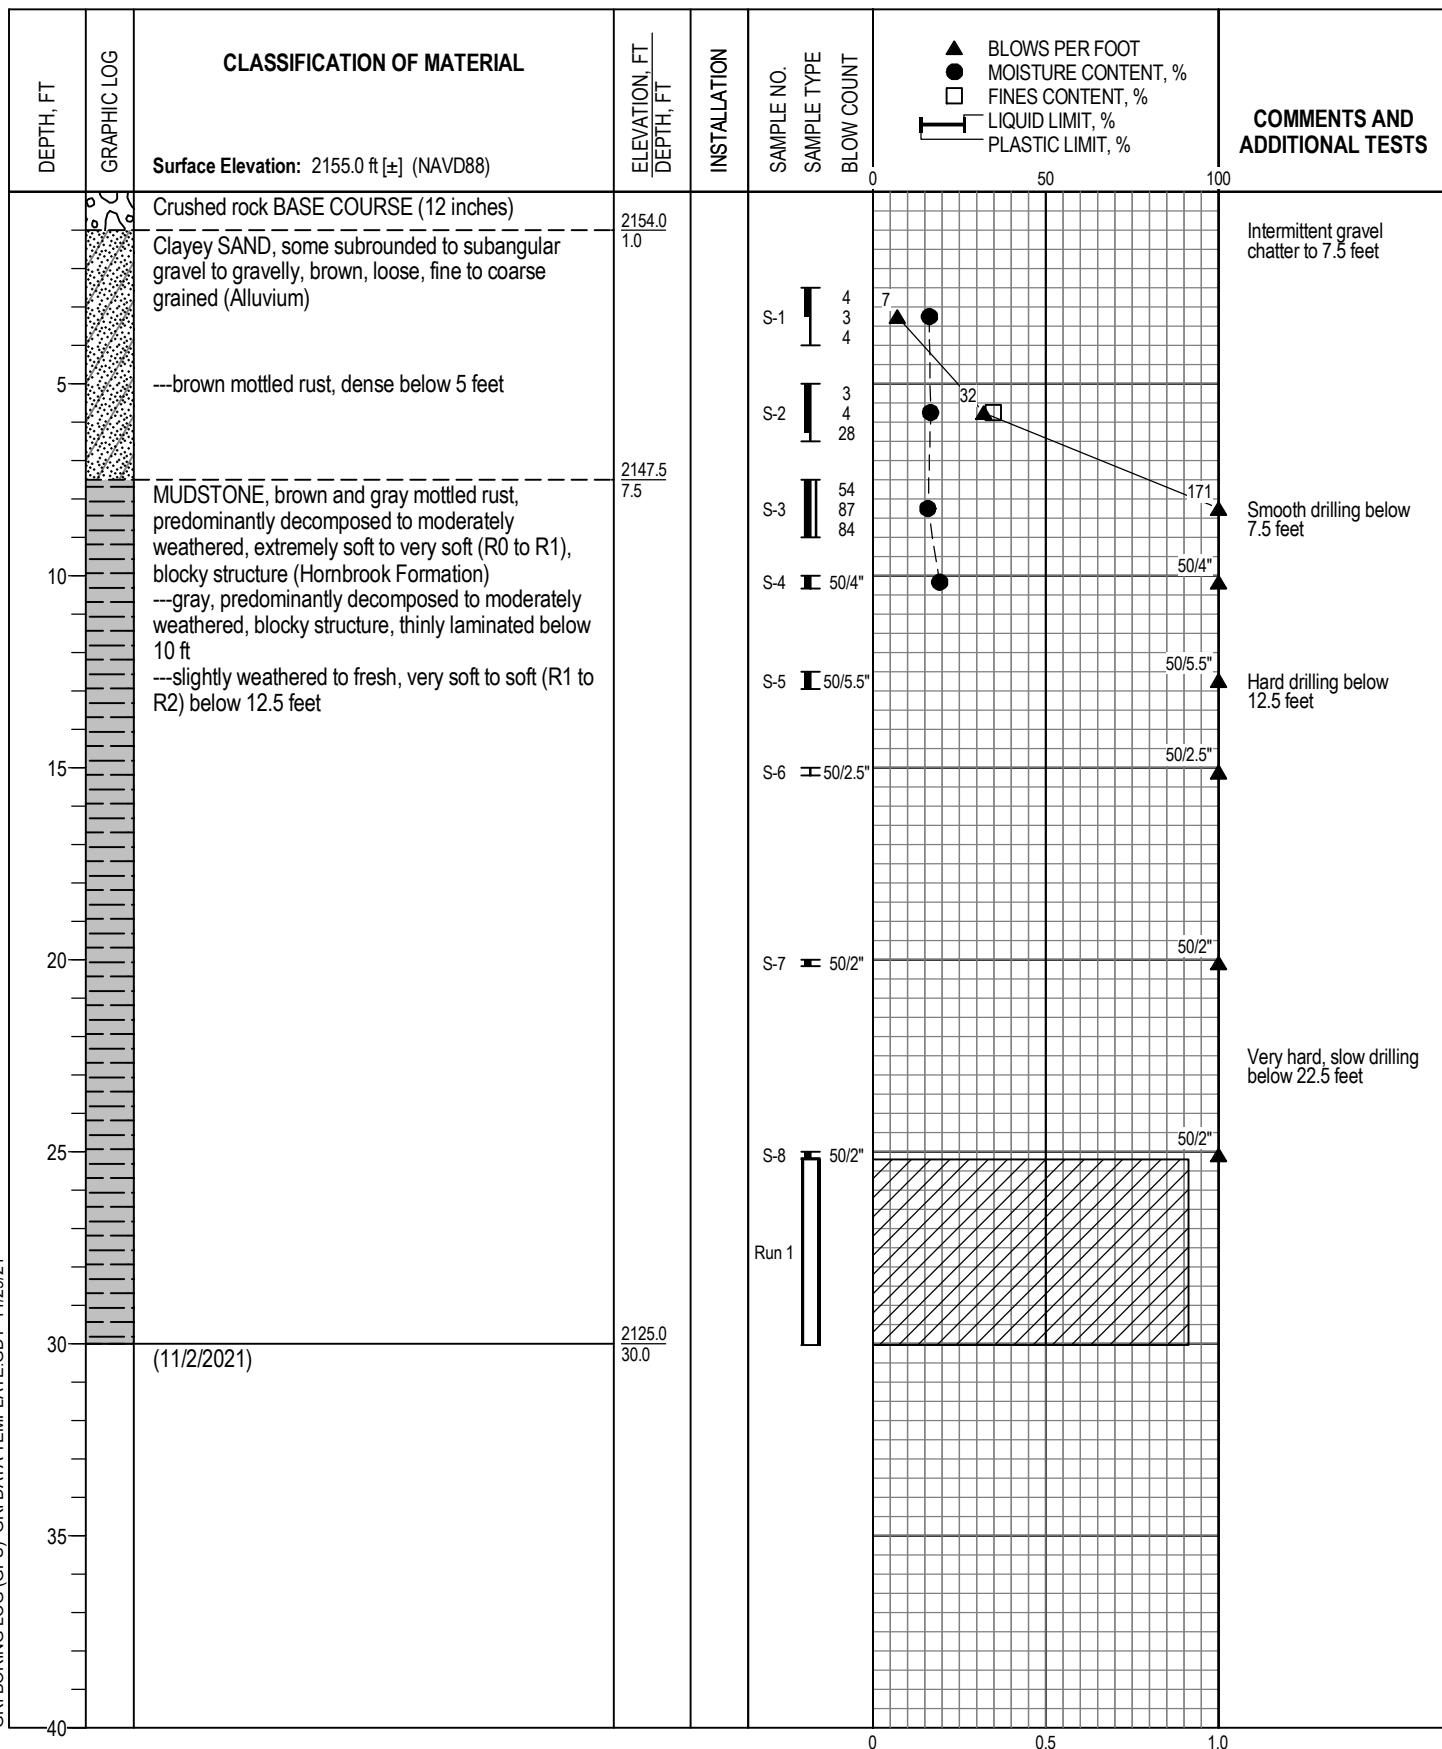 DEPTH, FT
GRAPHIC LOG
CLASSIFICATION OF MATERIAL
Surface Elevation: 2155.0 ft [±] (NAVD88)
ELEVATION, FT
DEPTH, FT
INSTALLATION
SAMPLE NO.
SAMPLE TYPE
BLOW COUNT
BLOWS PER FOOT
MOISTURE CONTENT, %
FINES CONTENT, %
LIQUID LIMIT, %
PLASTIC LIMIT, %
COMMENTS AND
ADDITIONAL TESTS
0 50 100
Crushed rock BASE COURSE (12 inches)
2154.0
1.0
Clayey SAND, some subrounded to subangular
gravel to gravelly, brown, loose, fine to coarse
grained (Alluvium)
Intermittent gravel
chatter to 7.5 feet
S-1
4
3
4
7
5
---brown mottled rust, dense below 5 feet
S-2
3
4
28
32
2147.5
7.5
MUDSTONE, brown and gray mottled rust,
predominantly decomposed to moderately
weathered, extremely soft to very soft (R0 to R1),
blocky structure (Hornbrook Formation)
---gray, predominantly decomposed to moderately
weathered, blocky structure, thinly laminated below
10 ft
---slightly weathered to fresh, very soft to soft (R1 to
R2) below 12.5 feet
S-3
54
87
84
171
Smooth drilling below
7.5 feet
10
S-4 50/4" 50/4"
S-5 50/5.5" 50/5.5"
Hard drilling below
12.5 feet
15
S-6 50/2.5" 50/2.5"
20
S-7 50/2" 50/2"
Very hard, slow drilling
below 22.5 feet
25
S-8 50/2" 50/2"
Run 1
30
2125.0
30.0
(11/2/2021)
35
40
0 0.5 1.0